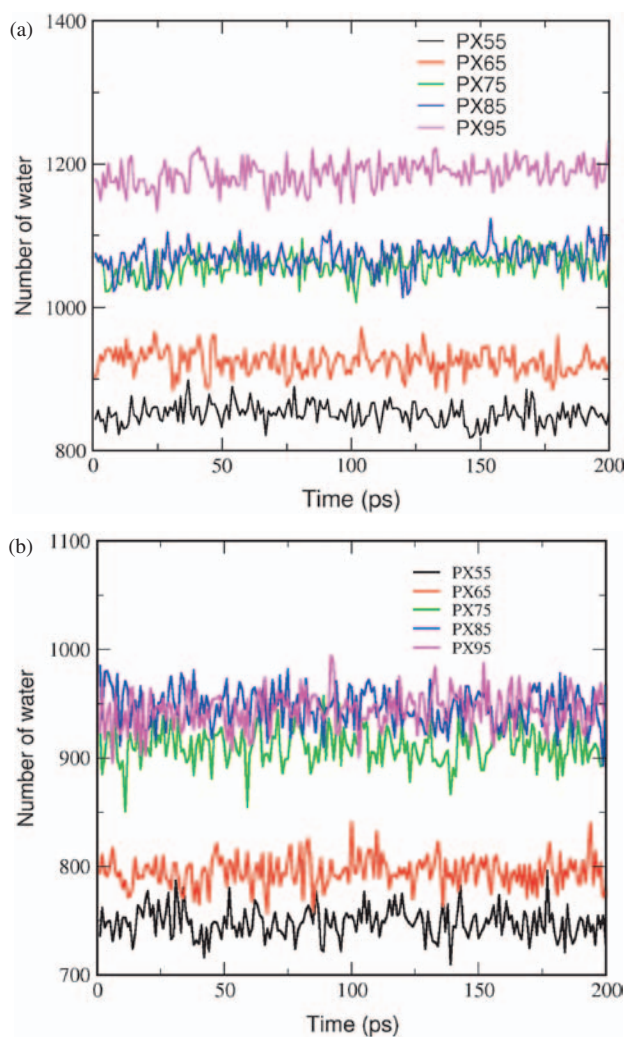 (a)
1400
PX55
PX65
PX75
PX85
PX95
1200
1000
800
Number of water
0
50
100
150
200
Time (ps)
(b)
1100
PX55
PX65
PX75
PX85
PX95
1000
900
800
700
Number of water
0
50
100
150
200
Time (ps)